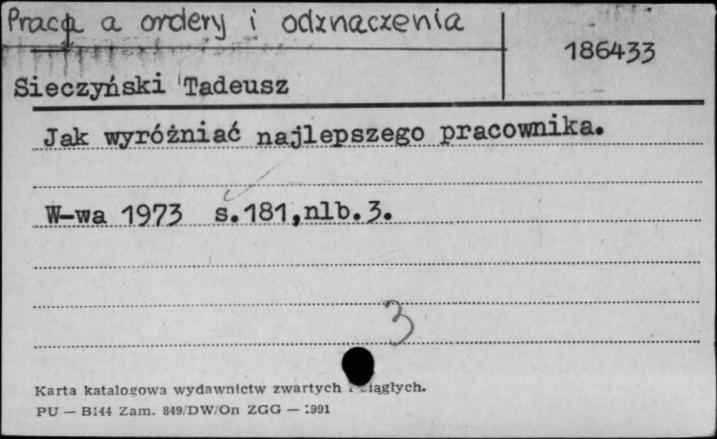 Praca a ordery i odznaczenia
186433
Sieczyński Tadeusz
Jak wyróżniać najlepszego pracownika.
W-wa 1973 s.181,nlb.3.
3
Karta katalogowa wydawnictw zwartych ciągłych.
PU — B144 Zam. 849/DW/On ZGG — 1991